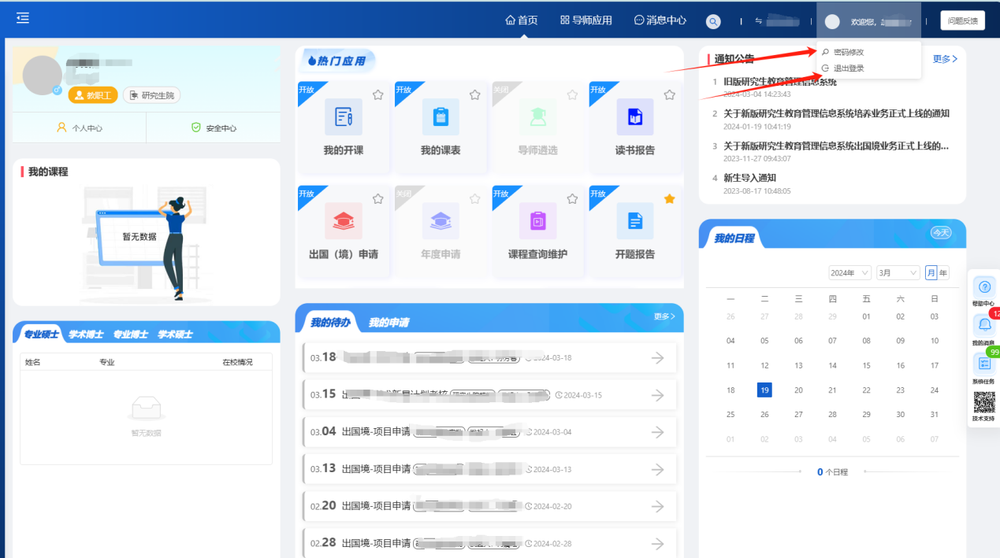 首页
导师应用
消息中心
欢迎您,
问题反馈
密码修改
退出登录
教职工
研究生院
个人中心
安全中心
我的课程
暂无数据
专业硕士 学术博士 专业博士 学术硕士
姓名 专业 在校情况
暂无数据
热门应用
开放
我的开课
开放
我的课表
关闭
导师遴选
开放
读书报告
开放
出国（境）申请
关闭
年度申请
开放
课程查询维护
开放
开题报告
我的待办 我的申请 更多>
03.18 2024-03-18
03.15 2024-03-15
03.04 出国境-项目申请 2024-03-04
03.13 出国境-项目申请 2024-03-13
02.20 出国境-项目申请 2024-02-20
02.28 出国境-项目申请 2024-02-28
通知公告 更多>
1 旧版研究生教育管理信息系统
2024-03-04 14:23:43
2 关于新版研究生教育管理信息系统培养业务正式上线的通知
2024-01-19 10:41:19
3 关于新版研究生教育管理信息系统出国境业务正式上线的...
2023-11-27 09:43:07
4 新生导入通知
2023-08-17 10:48:05
我的日程 今天
2024年 3月 月 年
一 二 三 四 五 六 日
26 27 28 29 01 02 03
04 05 06 07 08 09 10
11 12 13 14 15 16 17
18 19 20 21 22 23 24
25 26 27 28 29 30 31
01 02 03 04 05 06 07
0 个日程
帮助中心
12
我的消息
99
系统任务
技术支持